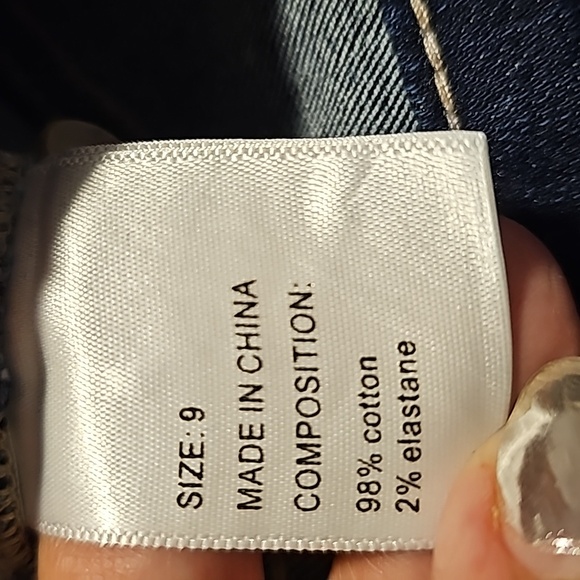 SIZE: 9
MADE IN CHINA
COMPOSITION:
98% cotton
2% elastane